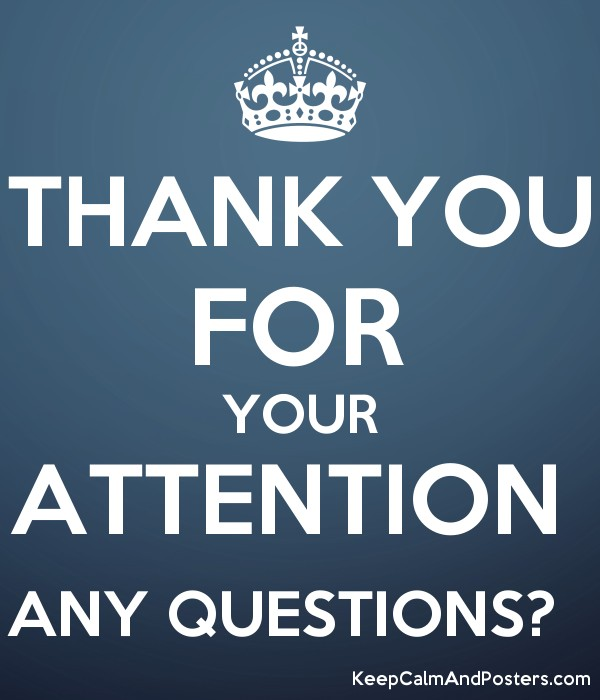 THANK YOU
FOR
YOUR
ATTENTION
ANY QUESTIONS?
KeepCalmAndPosters.com